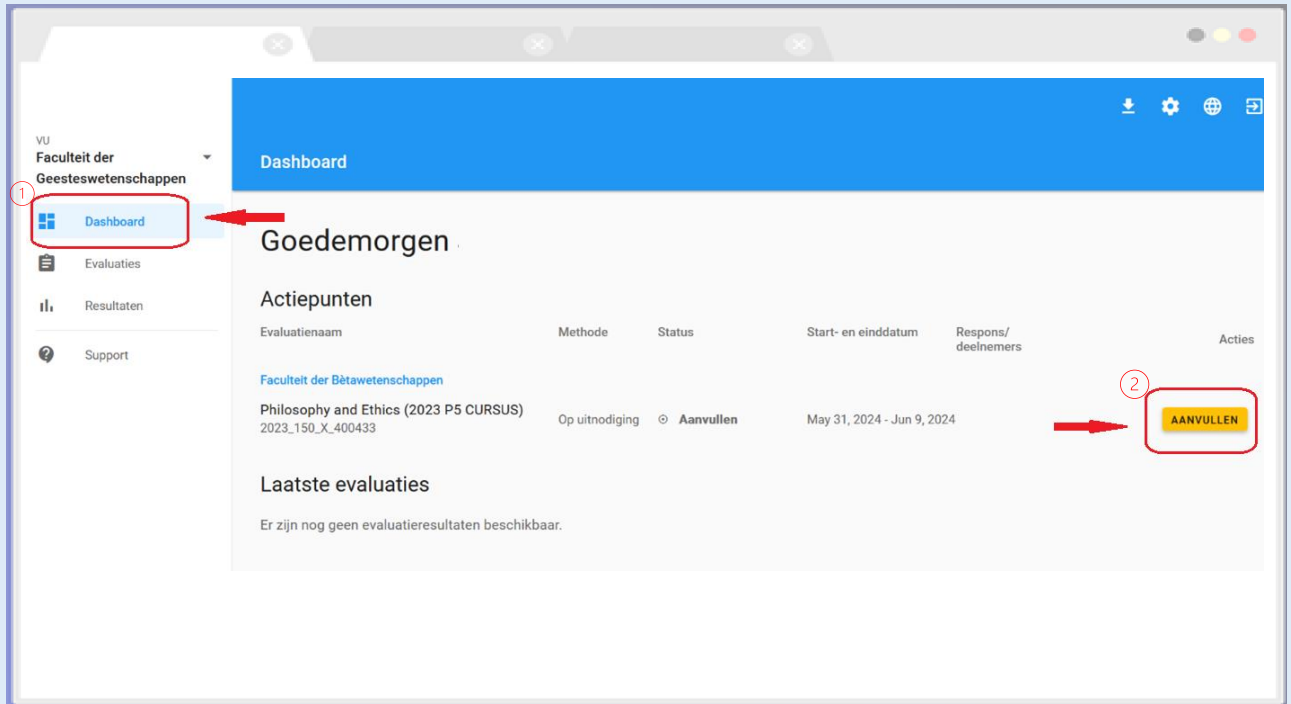 VU
Faculteit der
Geesteswetenschappen
1
Dashboard
Evaluaties
Resultaten
Support
Dashboard
Goedemorgen
Actiepunten
Evaluatienaam Methode Status Start- en einddatum Respons/ deelnemers Acties
Faculteit der Bètawetenschappen
2
Philosophy and Ethics (2023 P5 CURSUS)
2023_150_X_400433
Op uitnodiging Aanvullen May 31, 2024 - Jun 9, 2024 AANVULLEN
Laatste evaluaties
Er zijn nog geen evaluatieresultaten beschikbaar.